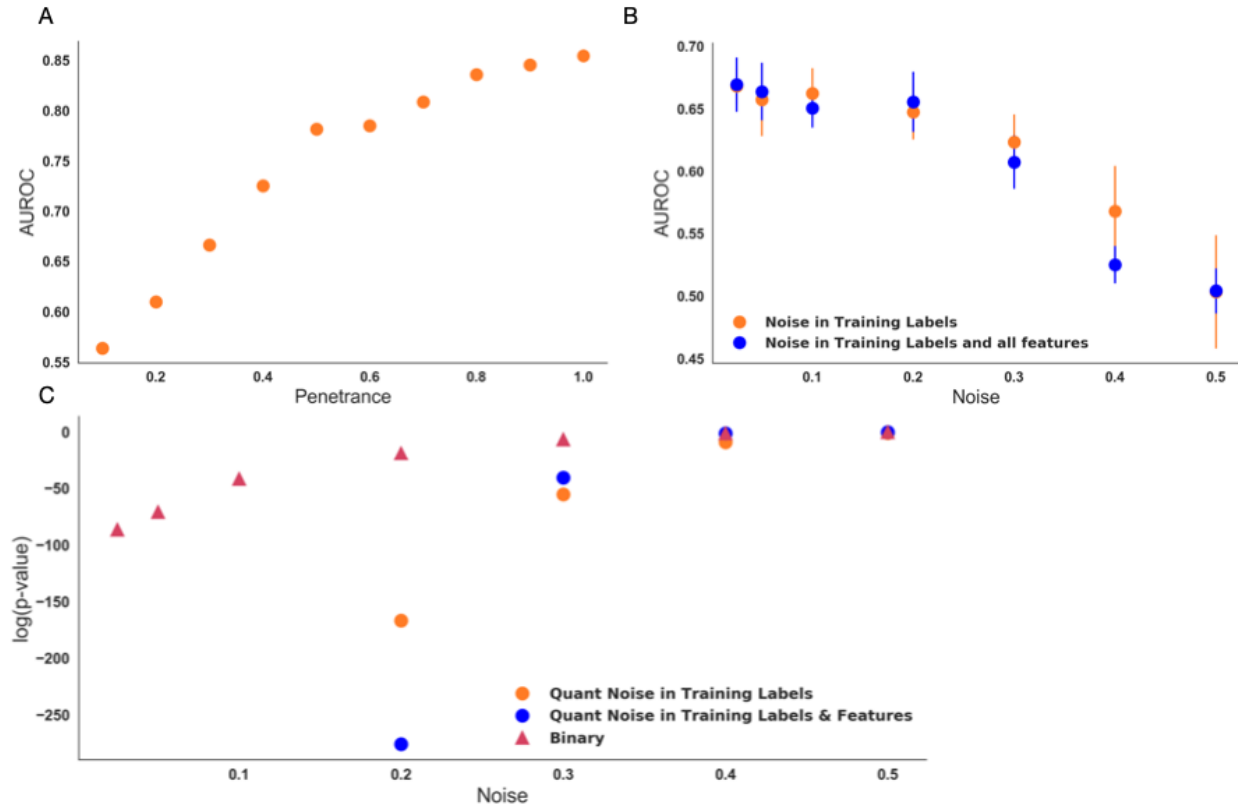 A
0.85
0.80
0.75
0.70
0.65
0.60
0.55
AUROC
0.2 0.4 0.6 0.8 1.0
Penetrance
B
0.70
0.65
0.60
0.55
0.50
0.45
AUROC
Noise in Training Labels
Noise in Training Labels and all features
0.1 0.2 0.3 0.4 0.5
Noise
C
0
−50
−100
−150
−200
−250
log(p-value)
Quant Noise in Training Labels
Quant Noise in Training Labels & Features
Binary
0.1 0.2 0.3 0.4 0.5
Noise